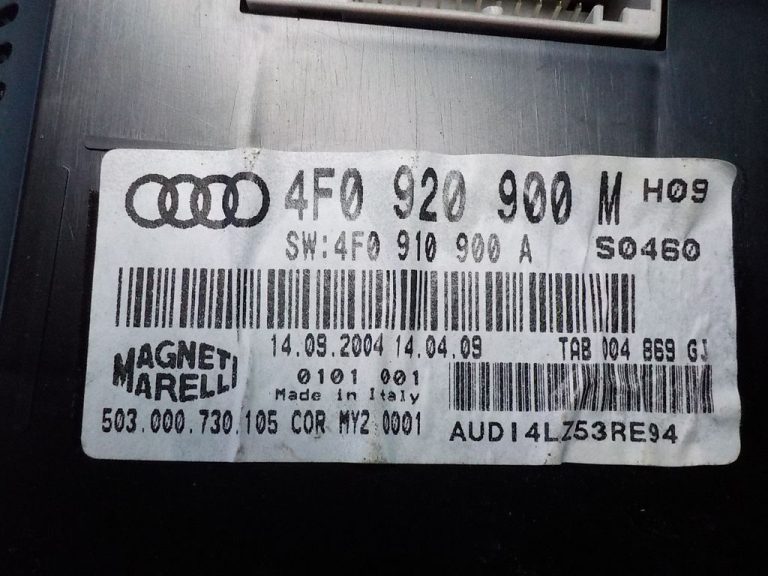 4F0 920 900 M H09
SW:4F0 910 900 A S0460
14.09.2004 14.04.09 TAB 004 869 GJ
MAGNETI MARELLI
0101 001
Made in Italy
503.000.730.105 COR MY2 0001
AUDI4LZ53RE94